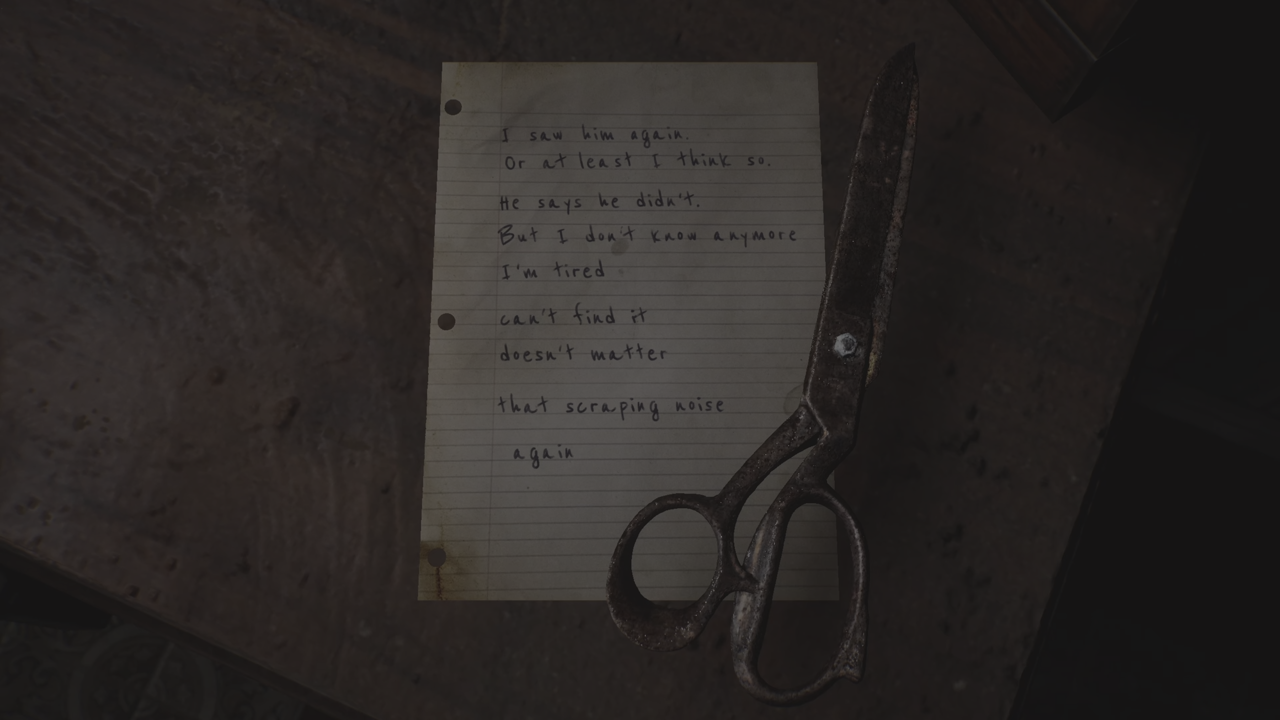 I saw him again.
Or at least I think so.
He says he didn't.
But I don't know anymore
I'm tired
can't find it
doesn't matter
that scraping noise
again